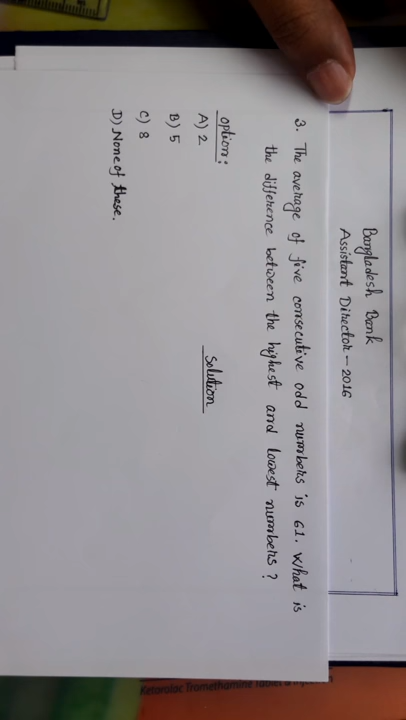 Bangladesh Bank
Assistant Director - 2016
3. The average of five consecutive odd numbers is 61. What is
the difference between the highest and lowest numbers?
option:
A) 2
B) 5
C) 8
D) None of these.
Solution
Ketorolac Tromethamine Tablet &